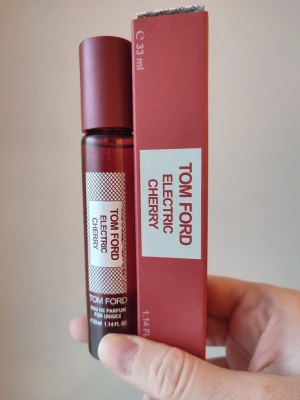 TOM FORD
ELECTRIC
CHERRY
TOM FORD
EAU DE PARFUM
FOR UNISEX
1.14 FL.OZ
℮ 33 ml
TOM FORD
ELECTRIC
CHERRY
1.14 FL